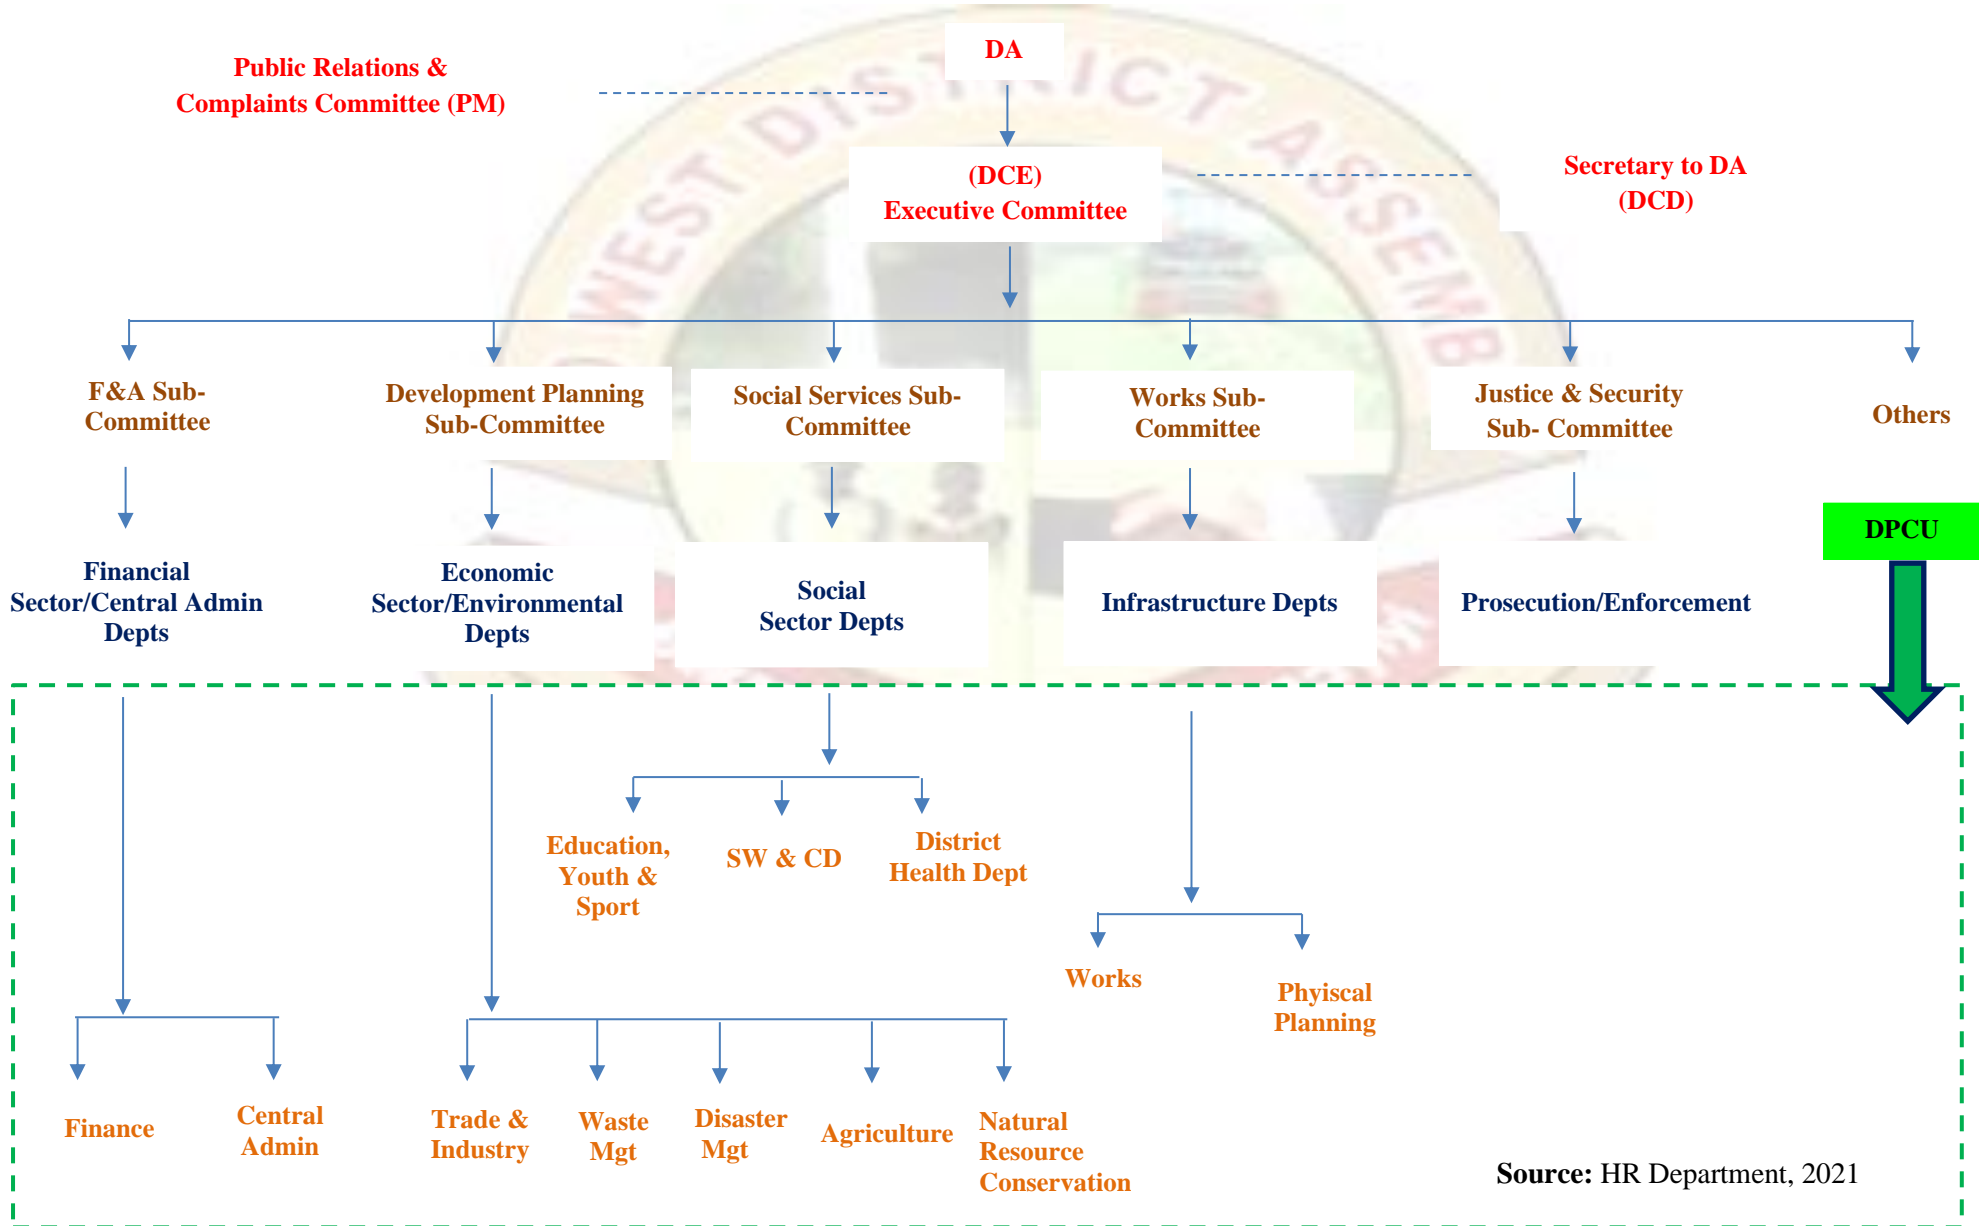 DA
Public Relations &
Complaints Committee (PM)
(DCE)
Executive Committee
Secretary to DA
(DCD)
WEST DISTRICT ASSEMB
F&A Sub-
Committee
Development Planning
Sub-Committee
Social Services Sub-
Committee
Works Sub-
Committee
Justice & Security
Sub- Committee
Others
DPCU
Financial
Sector/Central Admin
Depts
Economic
Sector/Environmental
Depts
Social
Sector Depts
Infrastructure Depts
Prosecution/Enforcement
Education,
Youth &
Sport
SW & CD
District
Health Dept
Works
Phyiscal
Planning
Finance
Central
Admin
Trade &
Industry
Waste
Mgt
Disaster
Mgt
Agriculture
Natural
Resource
Conservation
Source: HR Department, 2021